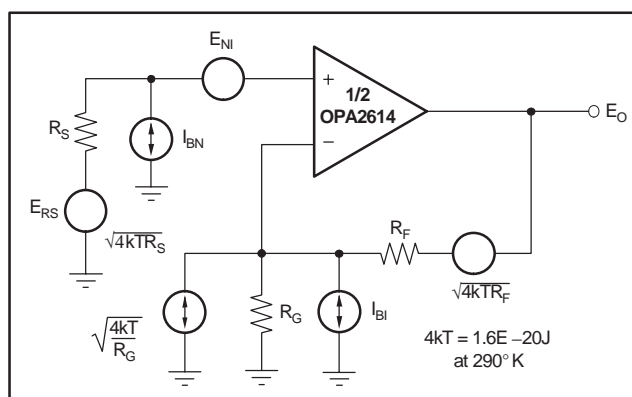 E_NI
+
1/2
OPA2614
−
E_O
R_S
I_BN
E_RS
√4kTR_S
R_F
√4kTR_F
√4kT/R_G
R_G
I_BI
4kT = 1.6E −20J
at 290° K